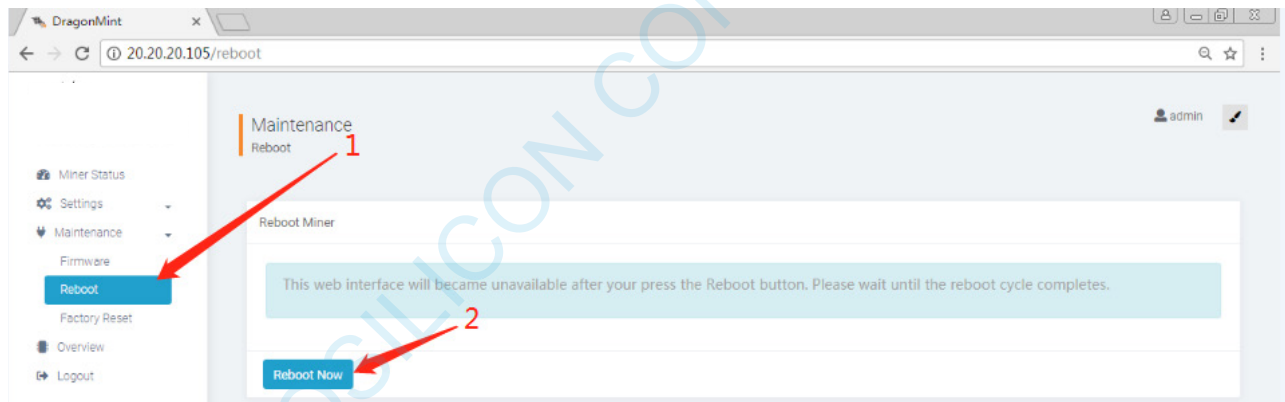 DragonMint
20.20.20.105/reboot
admin
Maintenance
Reboot
1
Miner Status
Settings
Maintenance
Firmware
Reboot
Factory Reset
Overview
Logout
Reboot Miner
This web interface will became unavailable after your press the Reboot button. Please wait until the reboot cycle completes.
2
Reboot Now
OSILICON CO